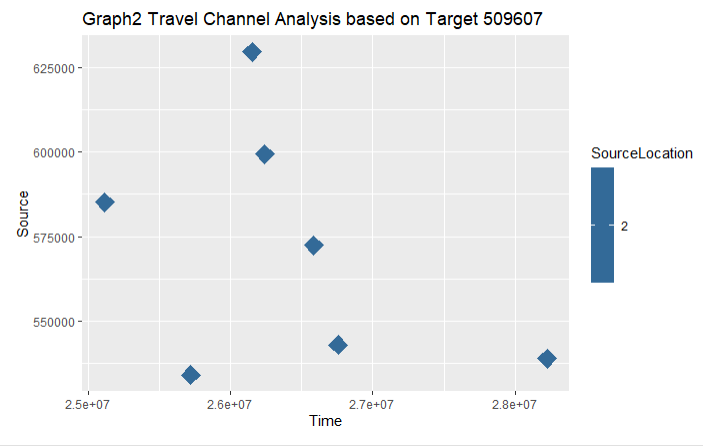 Graph2 Travel Channel Analysis based on Target 509607
625000
600000
575000
550000
Source
2.5e+07 2.6e+07 2.7e+07 2.8e+07
Time
SourceLocation
2